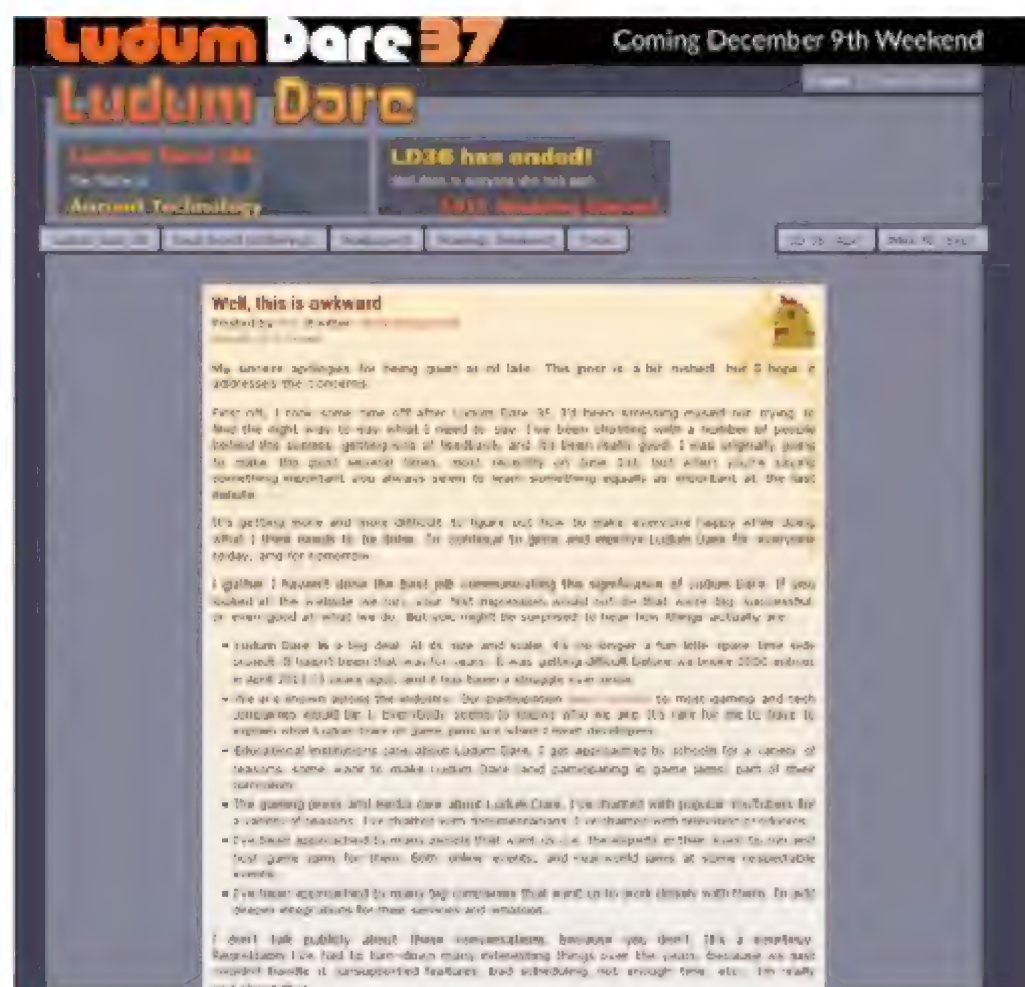 Ludum Dare 37 Coming December 9th Weekend
Ludum Dare
Ludum Dare
LD36 has ended!
Ancient Technology
Well, this is awkward
Posted by
My sincere apologies for being quiet as of late. This post is a bit rushed, but I hope it
addresses the concerns.
First off, I took some time off after Ludum Dare 35. I'd been stressing myself out trying to
find the right way to say what I need to say. I've been chatting with a number of people
behind the scenes, getting lots of feedback, and it's been really good. I was originally going
to make this post several times, most recently on June 1st, but when you're saying
something important you always seem to learn something equally as important at the last
minute.
It's getting more and more difficult to figure out how to make everyone happy while doing
what I think needs to be done. To continue to grow and improve Ludum Dare for everyone
today, and for tomorrow.
I gather I haven't done the best job communicating the significance of Ludum Dare. If you
looked at the website we run, your first impression would not be that we're big, successful,
or even good at what we do. But you might be surprised to hear how things actually are.
Ludum Dare is a big deal. At its size and scale, it's no longer a fun little spare time side
project. It hasn't been that way for years. It was getting difficult before we broke 2000 entries
in April 2013 (3 years ago), and it has been a struggle ever since.
We are known across the industry. Our participation to most gaming and tech
companies would be 1. Everybody seems to know who we are. It's rare for me to have to
explain what Ludum Dare or game jams are when I meet developers.
Educational institutions care about Ludum Dare. I get approached by schools for a variety of
reasons, some want to make Ludum Dare (and participating in game jams) part of their
curriculum.
The gaming press and media care about Ludum Dare. I've chatted with popular YouTubers for
a variety of reasons. I've chatted with documentarians. I've chatted with television producers.
I've been approached by many people that want us (i.e. the experts in their eyes) to run and
host game jams for them. Both online events, and real world jams at some respectable
events.
I've been approached by many big companies that want us to work closely with them. To add
deeper integrations for their services and whatnot.
I don't talk publicly about these conversations, because you don't. It's a courtesy.
Regrettably I've had to turn-down many interesting things over the years, because we just
couldn't handle it. Unsupported features, bad scheduling, not enough time, etc. I'm really